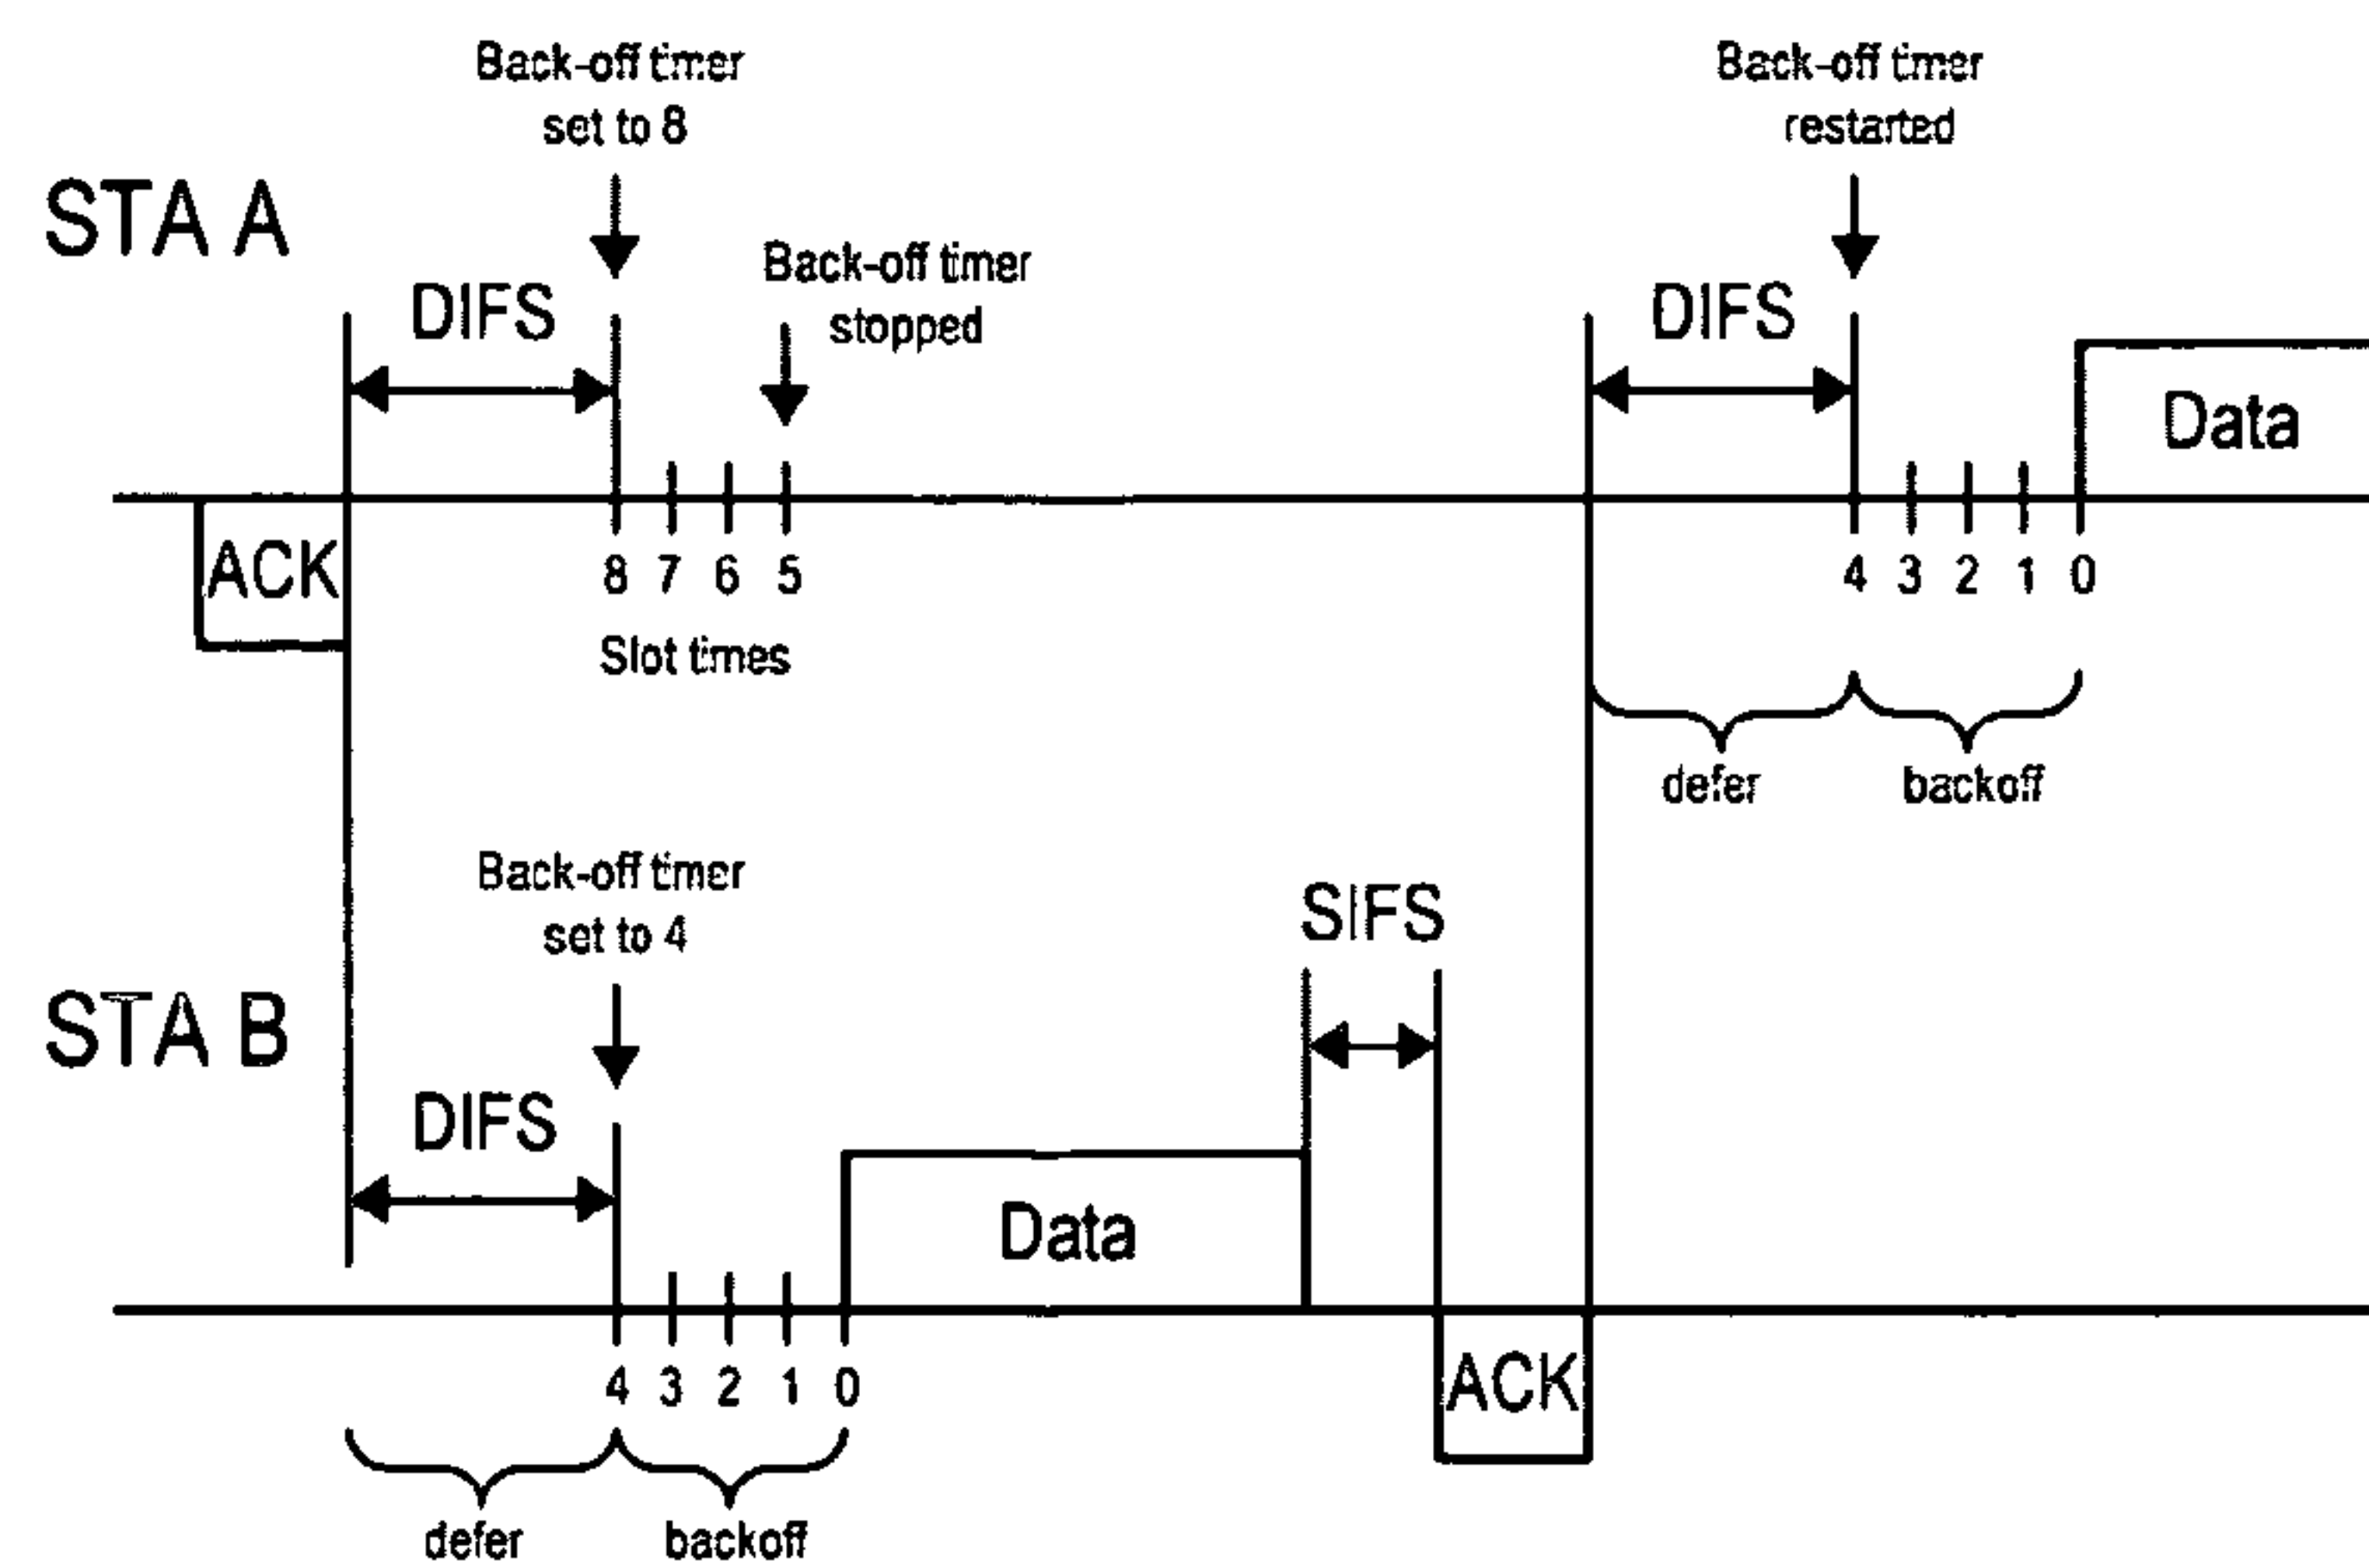 Back-off timer
set to 8
Back-off timer
restarted
STA A
Back-off timer
stopped
DIFS
DIFS
Data
ACK
8 7 6 5
4 3 2 1 0
Slot times
defer
backoff
Back-off timer
set to 4
SIFS
STA B
DIFS
Data
ACK
4 3 2 1 0
defer
backoff